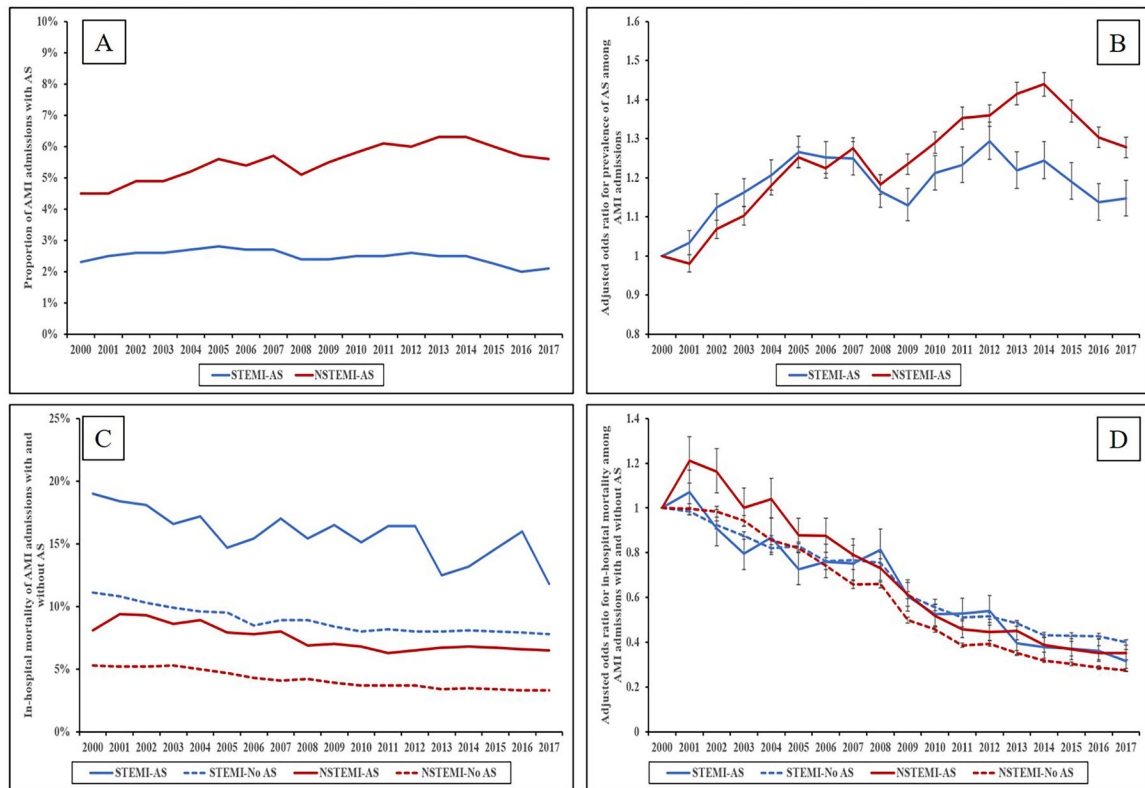 A
Proportion of AMI admissions with AS
10%
9%
8%
7%
6%
5%
4%
3%
2%
1%
0%
2000 2001 2002 2003 2004 2005 2006 2007 2008 2009 2010 2011 2012 2013 2014 2015 2016 2017
STEMI-AS NSTEMI-AS
B
Adjusted odds ratio for prevalence of AS among
AMI admissions
1.6
1.5
1.4
1.3
1.2
1.1
1
0.9
0.8
2000 2001 2002 2003 2004 2005 2006 2007 2008 2009 2010 2011 2012 2013 2014 2015 2016 2017
STEMI-AS NSTEMI-AS
C
In-hospital mortality of AMI admissions with and
without AS
25%
20%
15%
10%
5%
0%
2000 2001 2002 2003 2004 2005 2006 2007 2008 2009 2010 2011 2012 2013 2014 2015 2016 2017
STEMI-AS STEMI-No AS NSTEMI-AS NSTEMI-No AS
D
Adjusted odds ratio for in-hospital mortality among
AMI admissions with and without AS
1.4
1.2
1
0.8
0.6
0.4
0.2
0
2000 2001 2002 2003 2004 2005 2006 2007 2008 2009 2010 2011 2012 2013 2014 2015 2016 2017
STEMI-AS STEMI-No AS NSTEMI-AS NSTEMI-No AS